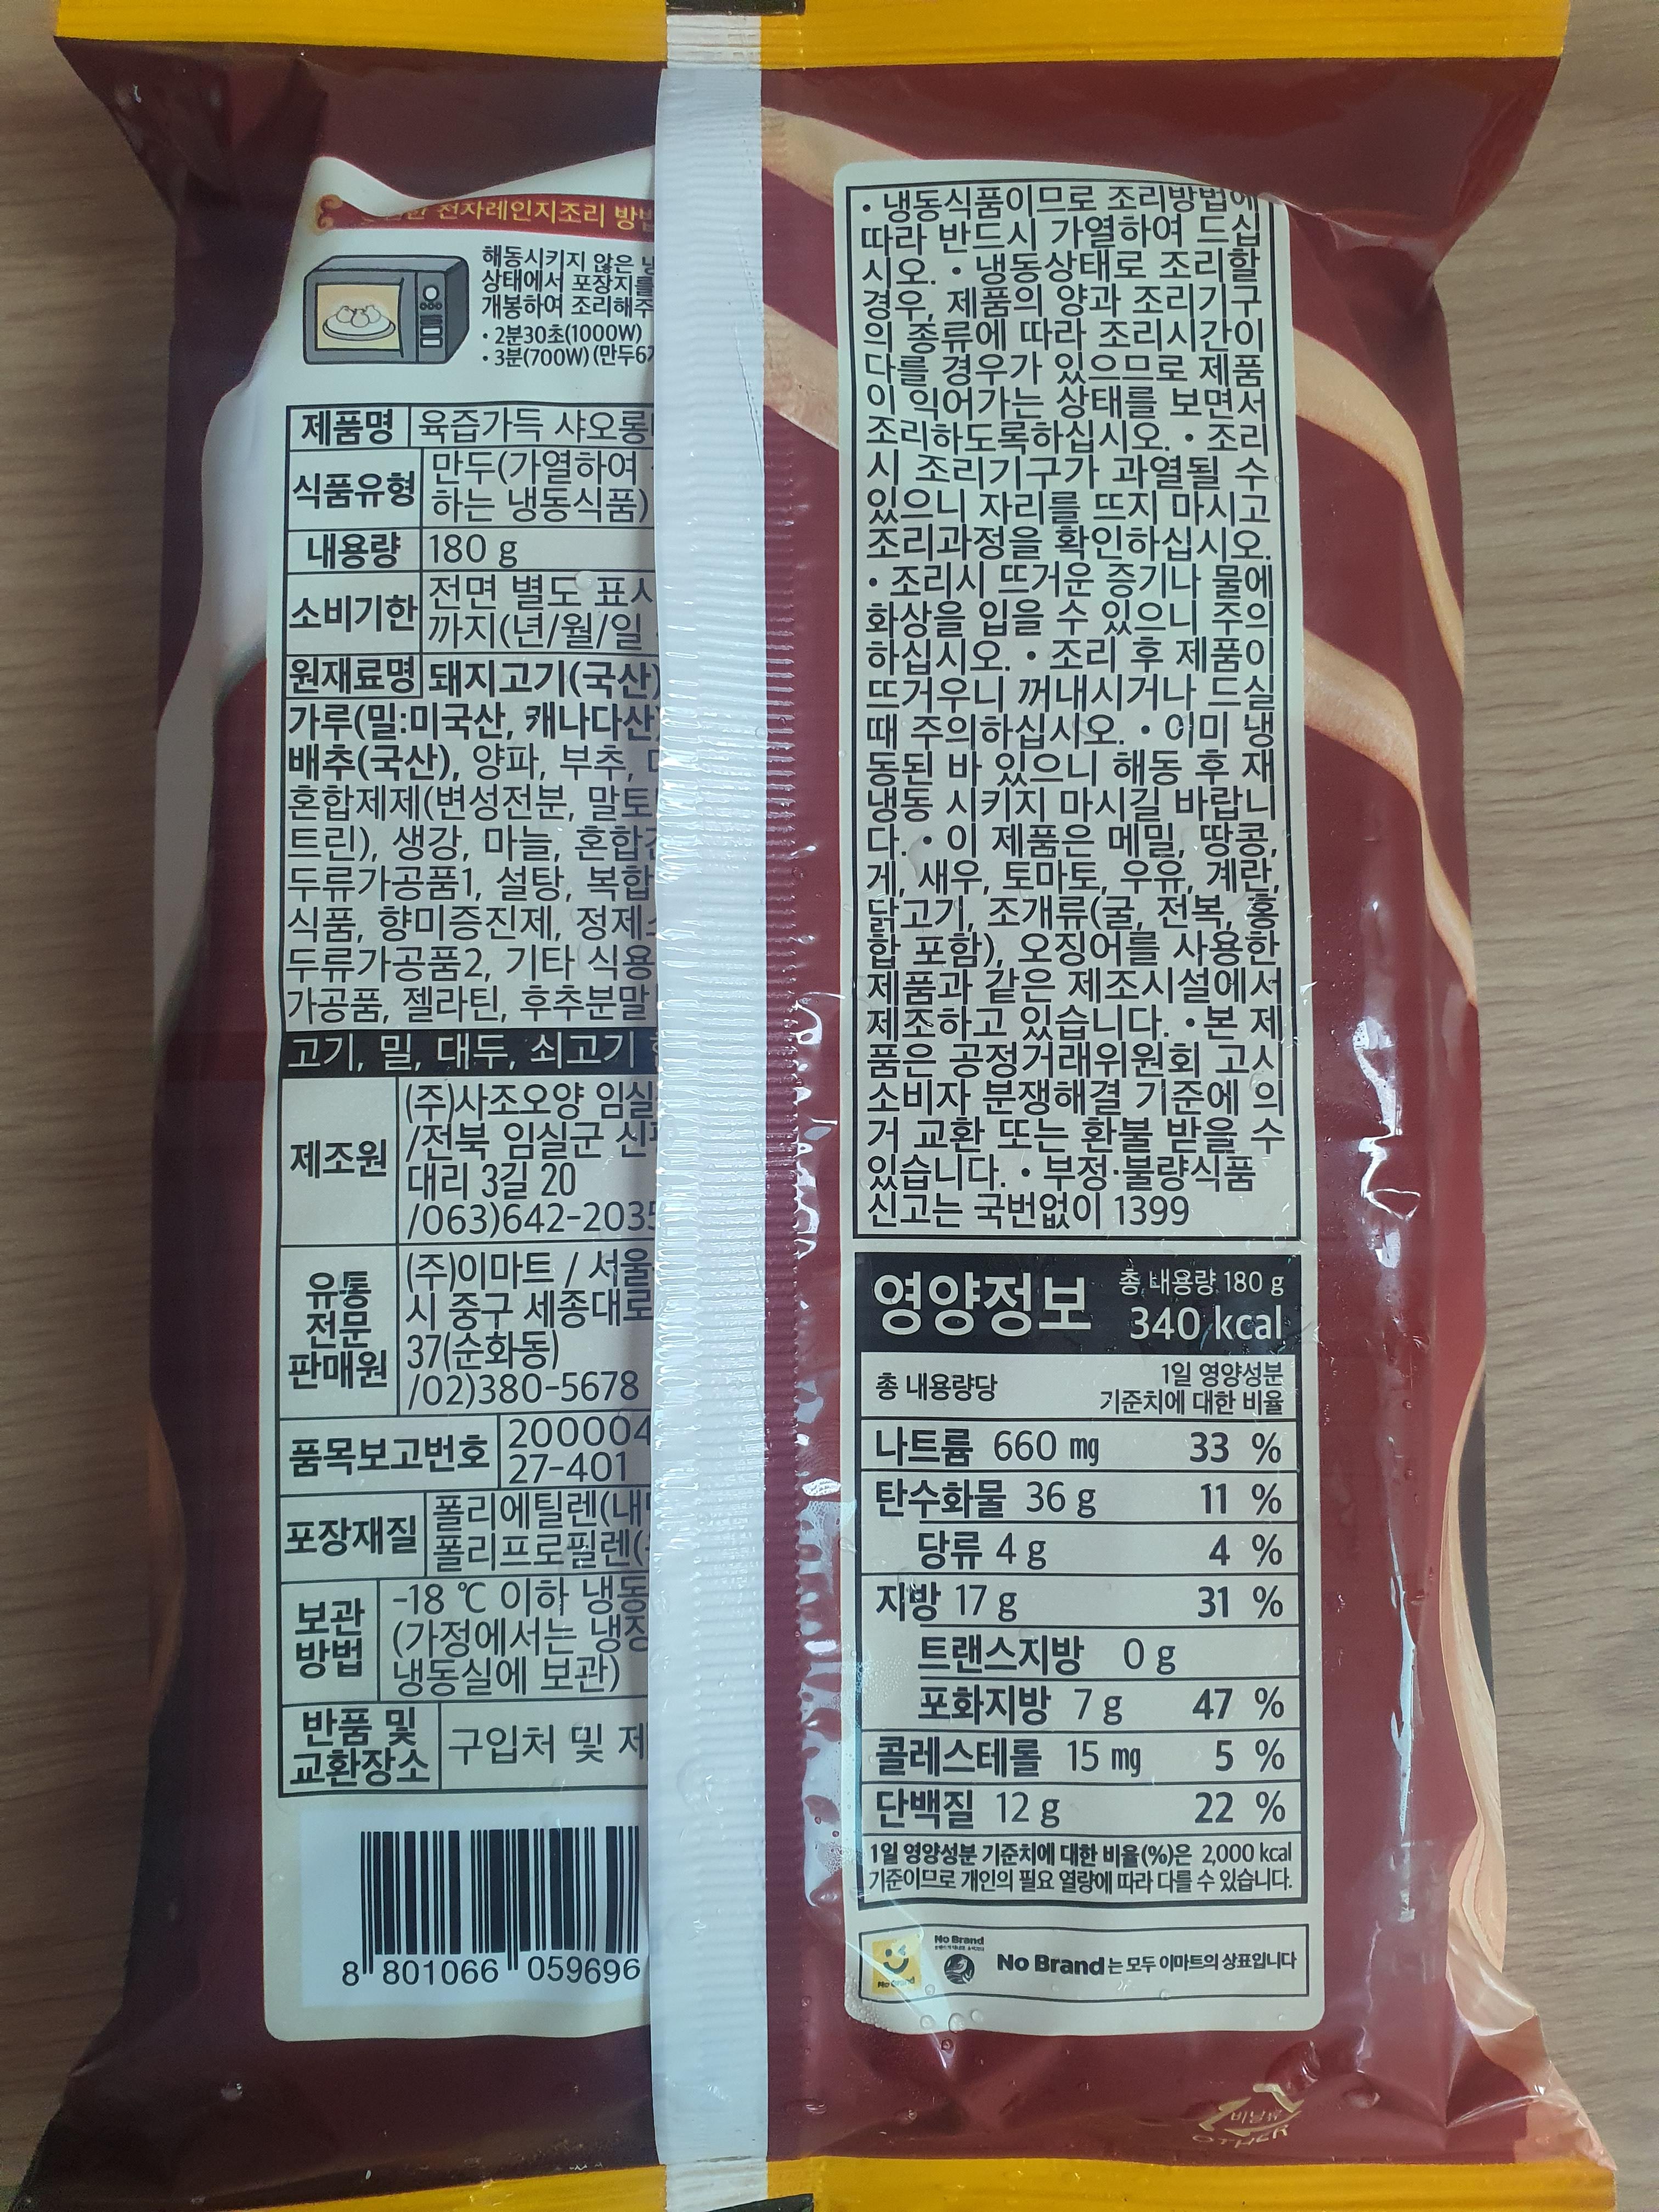 전자레인지조리
해동시키지 않은
상태에서 포장지를
개봉하여 조리해주
• 2분30초(1000W)
• 3분(700W) (만두6
제품명 육즙가득 샤오롱
식품유형 만두(가열하여
하는 냉동식품)
내용량 180 g
소비기한 전면 별도 표시
까지(년/월/일
원재료명 돼지고기(국산)
가루(밀:미국산, 캐나다산)
배추(국산), 양파, 부추,
혼합제제(변성전분, 말토
트린), 생강, 마늘, 혼합
두류가공품1, 설탕, 복합
식품, 향미증진제, 정제
두류가공품2, 기타 식용
가공품, 젤라틴, 후추분말
고기, 밀, 대두, 쇠고기
제조원 (주)사조오양 임실
/전북 임실군
대리 3길 20
/063)642-2035
유통
전문
판매원
(주)이마트 / 서울
시 중구 세종대로
37(순화동)
/02)380-5678
품목보고번호 200004
27-401
포장재질 폴리에틸렌(내
폴리프로필렌(
보관
방법
-18 ℃ 이하 냉동
(가정에서는 냉장
냉동실에 보관)
반품 및
교환장소
구입처 및 제
8 801066 059696
• 냉동식품이므로 조리방법에
따라 반드시 가열하여 드십
시오. • 냉동상태로 조리할
경우, 제품의 양과 조리기구
의 종류에 따라 조리시간이
다를 경우가 있으므로 제품
이 익어가는 상태를 보면서
조리하도록하십시오. • 조리
시 조리기구가 과열될 수
있으니 자리를 뜨지 마시고
조리과정을 확인하십시오.
• 조리시 뜨거운 증기나 물에
화상을 입을 수 있으니 주의
하십시오. • 조리 후 제품이
뜨거우니 꺼내시거나 드실
때 주의하십시오. • 이미 냉
동된 바 있으니 해동 후 재
냉동 시키지 마시길 바랍니
다. • 이 제품은 메밀, 땅콩,
게, 새우, 토마토, 우유, 계란,
닭고기, 조개류(굴, 전복, 홍
합 포함), 오징어를 사용한
제품과 같은 제조시설에서
제조하고 있습니다. •본 제
품은 공정거래위원회 고시
소비자 분쟁해결 기준에 의
거 교환 또는 환불 받을 수
있습니다. • 부정·불량식품
신고는 국번없이 1399
영양정보 총 내용량 180 g
340 kcal
총 내용량당 1일 영양성분
기준치에 대한 비율
나트륨 660 mg 33 %
탄수화물 36 g 11 %
당류 4 g 4 %
지방 17 g 31 %
트랜스지방 0 g
포화지방 7 g 47 %
콜레스테롤 15 mg 5 %
단백질 12 g 22 %
1일 영양성분 기준치에 대한 비율(%)은 2,000 kcal
기준이므로 개인의 필요 열량에 따라 다를 수 있습니다.
No Brand
No Brand
No Brand는 모두 이마트의 상표입니다
비닐류
OTHER